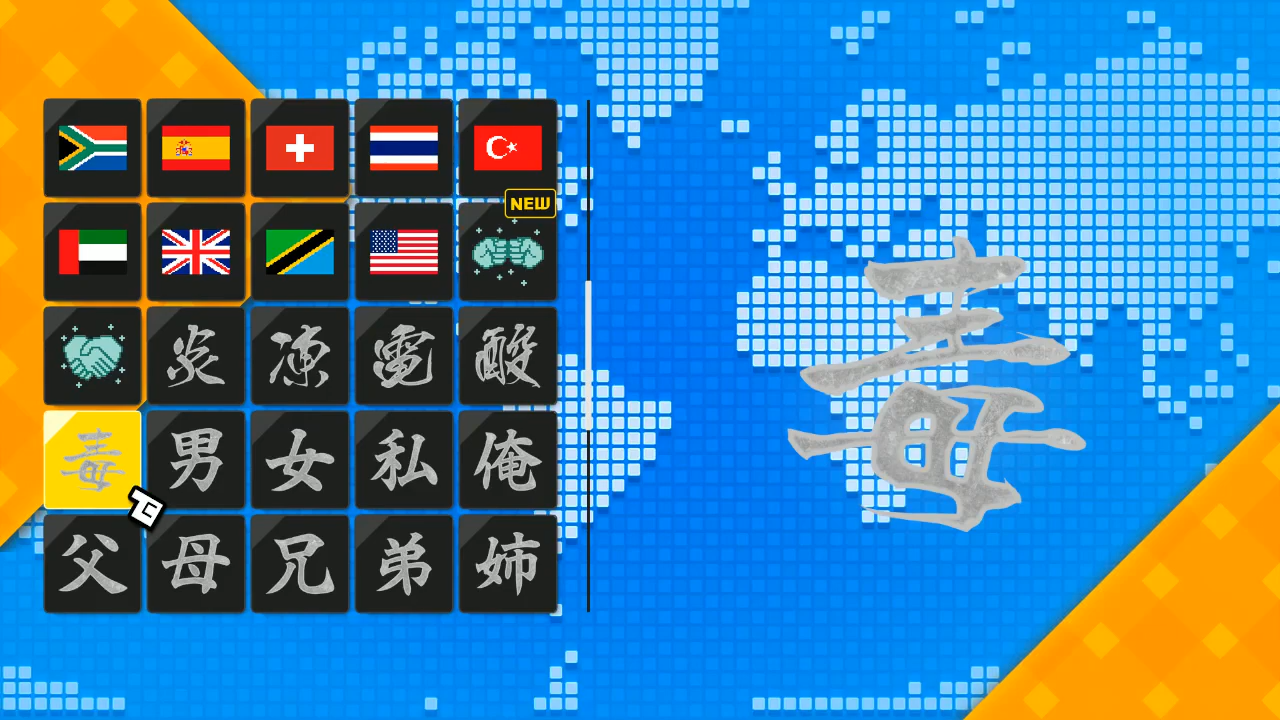 NEW
炎 凍 電 酸
毒 男 女 私 俺
父 母 兄 弟 姉
毒